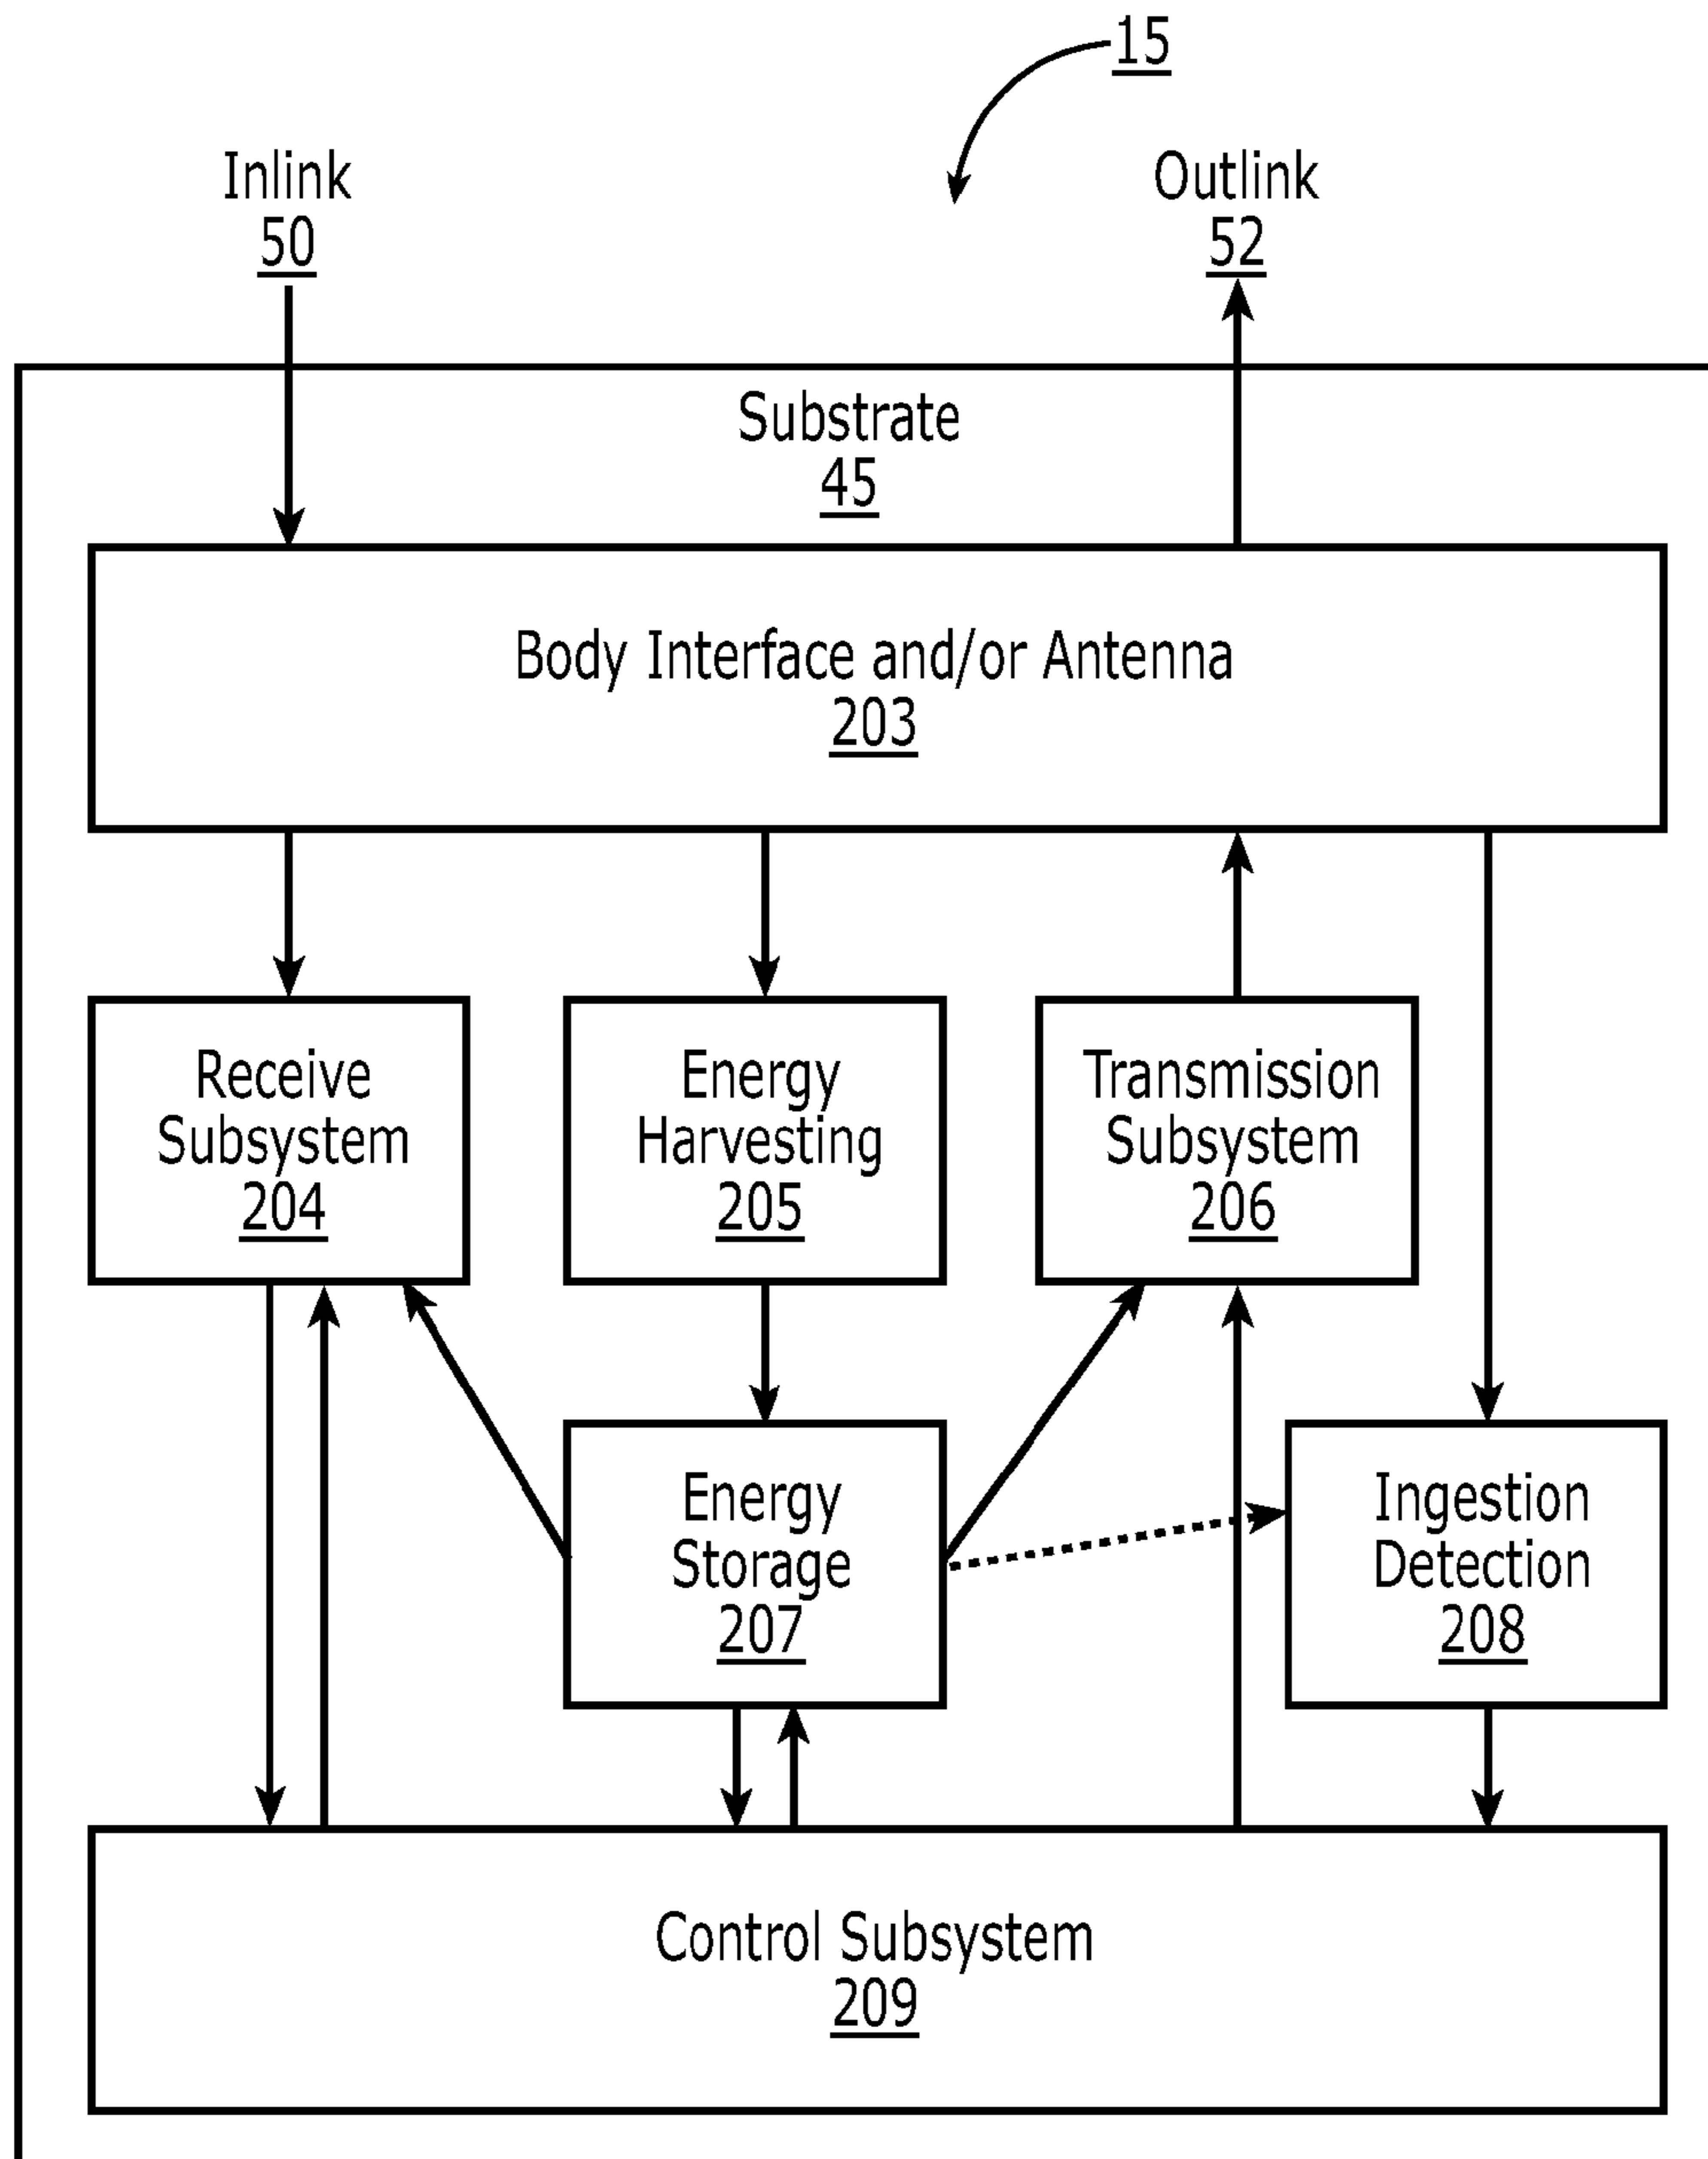 15
Inlink
50
Outlink
52
Substrate
45
Body Interface and/or Antenna
203
Receive
Subsystem
204
Energy
Harvesting
205
Transmission
Subsystem
206
Energy
Storage
207
Ingestion
Detection
208
Control Subsystem
209